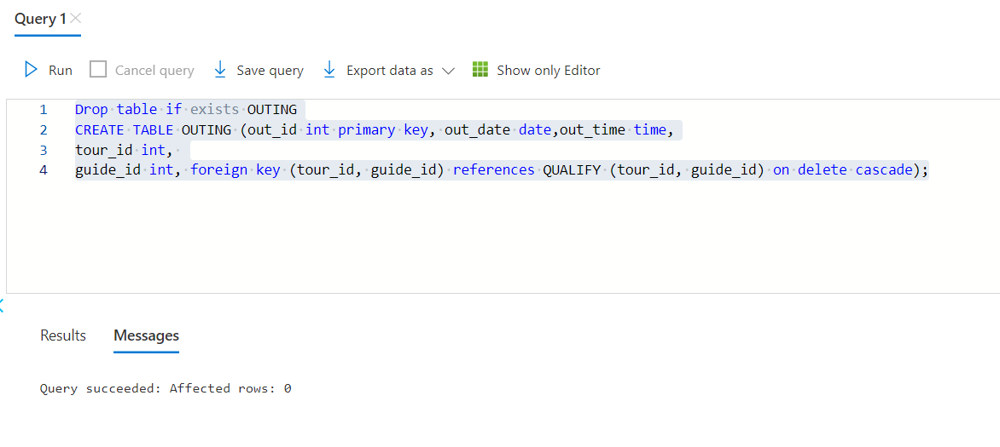 Query 1
Run Cancel query Save query Export data as Show only Editor
1 Drop table if exists OUTING
2 CREATE TABLE OUTING (out_id int primary key, out_date date,out_time time,
3 tour_id int,
4 guide_id int, foreign key (tour_id, guide_id) references QUALIFY (tour_id, guide_id) on delete cascade);
Results Messages
Query succeeded: Affected rows: 0